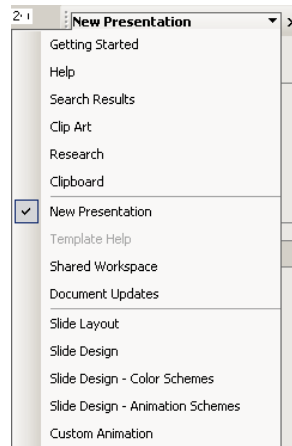 2·ı
New Presentation
Getting Started
Help
Search Results
Clip Art
Research
Clipboard
New Presentation
Template Help
Shared Workspace
Document Updates
Slide Layout
Slide Design
Slide Design - Color Schemes
Slide Design - Animation Schemes
Custom Animation